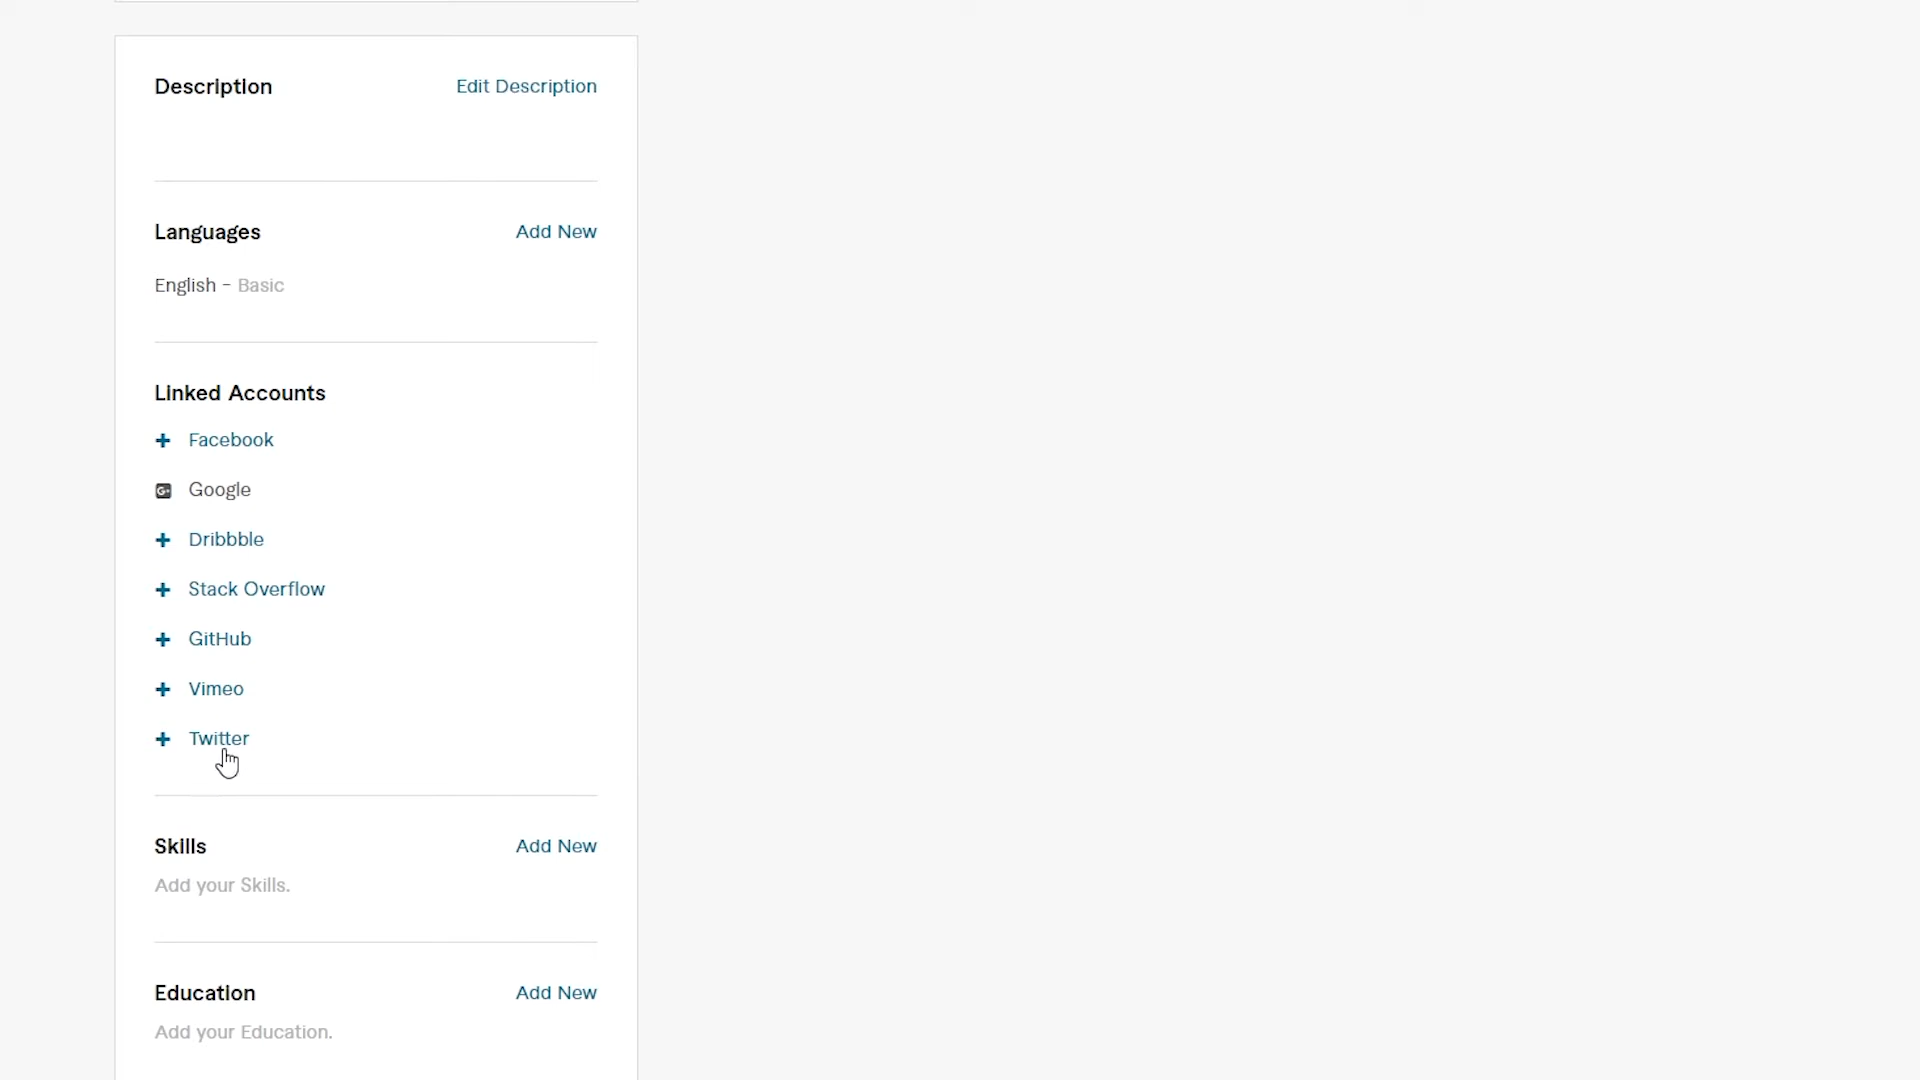 Description
Edit Description
Languages
Add New
English - Basic
Linked Accounts
Facebook
G+ Google
Dribbble
Stack Overflow
GitHub
Vimeo
Twitter
Skills
Add New
Add your Skills.
Education
Add New
Add your Education.